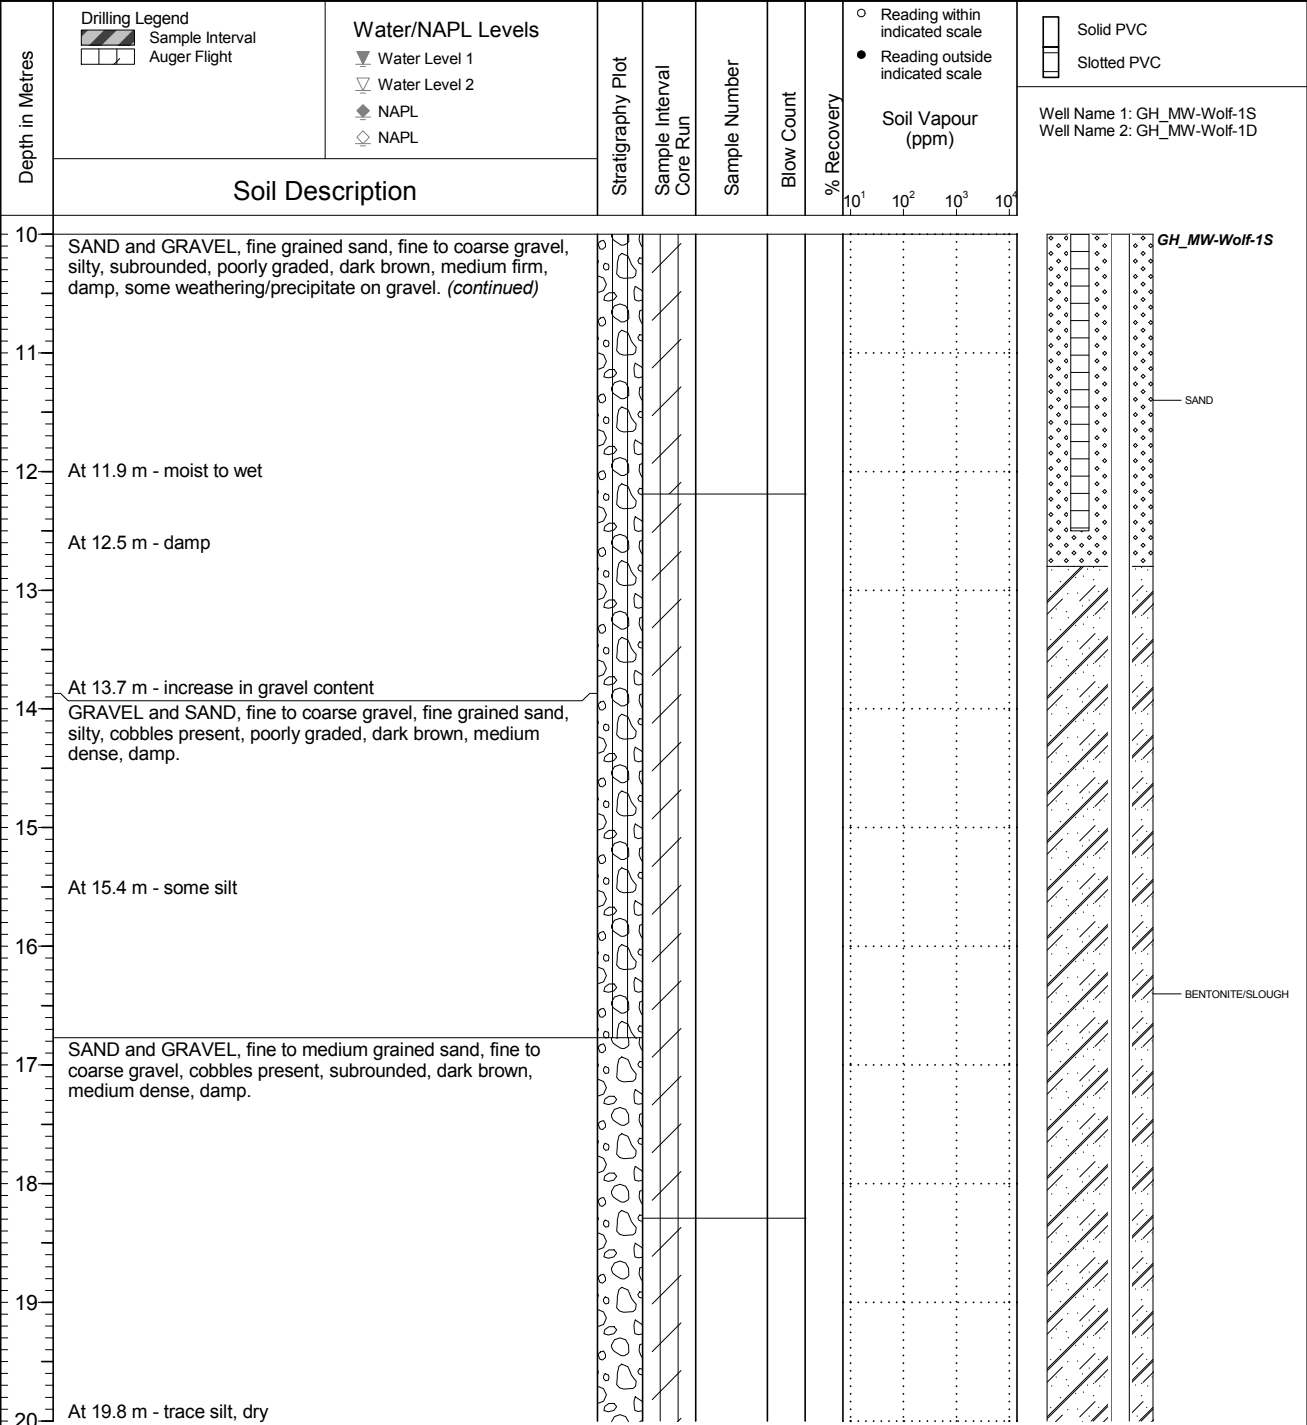 Drilling Legend
Sample Interval
Auger Flight
Water/NAPL Levels
Water Level 1
Water Level 2
NAPL
NAPL
Depth in Metres
Soil Description
Stratigraphy Plot
Sample Interval
Core Run
Sample Number
Blow Count
% Recovery
Reading within
indicated scale
Reading outside
indicated scale
Soil Vapour
(ppm)
10¹ 10² 10³ 10⁴
Solid PVC
Slotted PVC
Well Name 1: GH_MW-Wolf-1S
Well Name 2: GH_MW-Wolf-1D
10
SAND and GRAVEL, fine grained sand, fine to coarse gravel,
silty, subrounded, poorly graded, dark brown, medium firm,
damp, some weathering/precipitate on gravel. (continued)
GH_MW-Wolf-1S
11
SAND
12
At 11.9 m - moist to wet
At 12.5 m - damp
13
At 13.7 m - increase in gravel content
14
GRAVEL and SAND, fine to coarse gravel, fine grained sand,
silty, cobbles present, poorly graded, dark brown, medium
dense, damp.
15
At 15.4 m - some silt
16
BENTONITE/SLOUGH
17
SAND and GRAVEL, fine to medium grained sand, fine to
coarse gravel, cobbles present, subrounded, dark brown,
medium dense, damp.
18
19
At 19.8 m - trace silt, dry
20